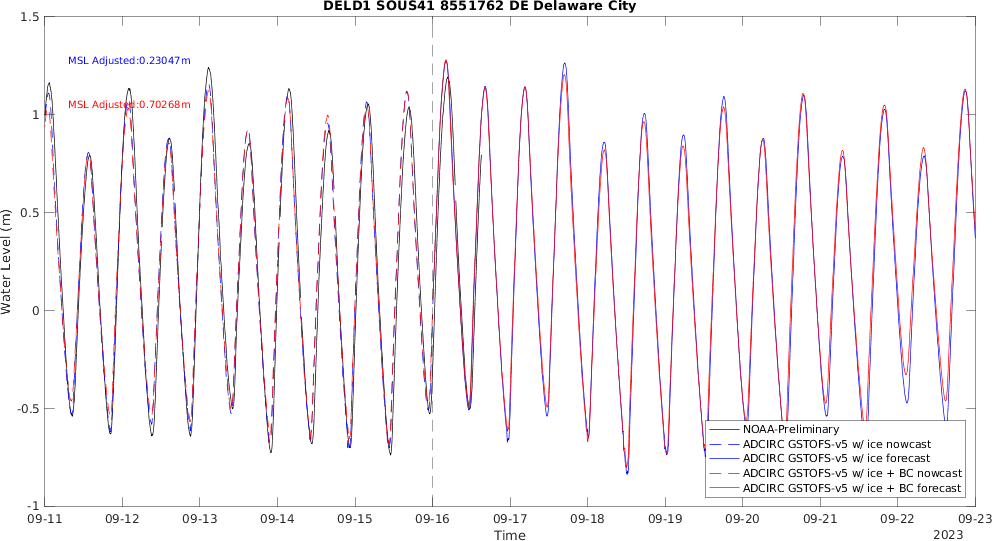 DELD1 SOUS41 8551762 DE Delaware City
1.5
1
0.5
0
-0.5
-1
Water Level (m)
MSL Adjusted:0.23047m
MSL Adjusted:0.70268m
NOAA-Preliminary
ADCIRC GSTOFS-v5 w/ ice nowcast
ADCIRC GSTOFS-v5 w/ ice forecast
ADCIRC GSTOFS-v5 w/ ice + BC nowcast
ADCIRC GSTOFS-v5 w/ ice + BC forecast
09-11 09-12 09-13 09-14 09-15 09-16 09-17 09-18 09-19 09-20 09-21 09-22 09-23
Time
2023